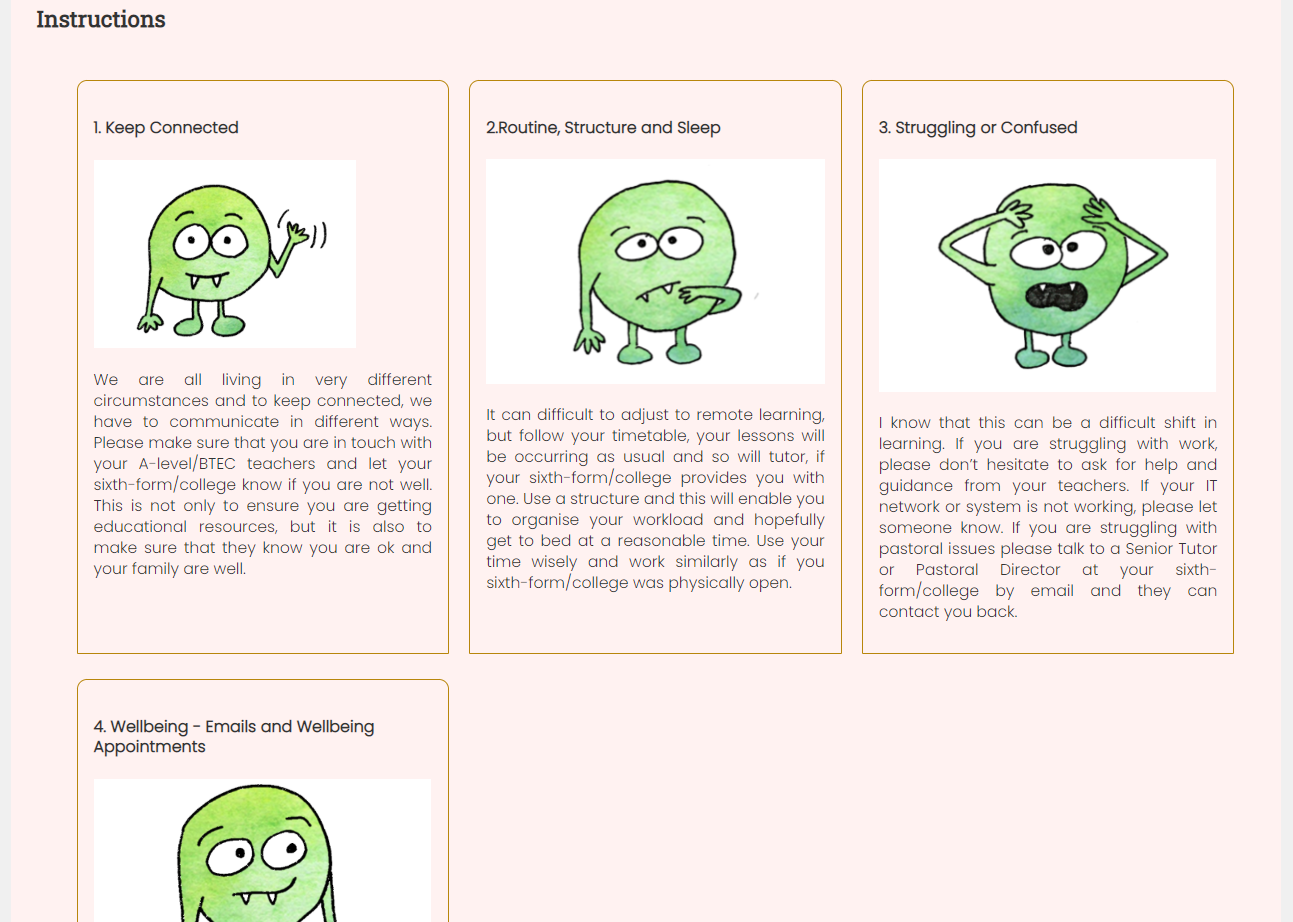 Instructions
1. Keep Connected
We are all living in very different
circumstances and to keep connected, we
have to communicate in different ways.
Please make sure that you are in touch with
your A-level/BTEC teachers and let your
sixth-form/college know if you are not well.
This is not only to ensure you are getting
educational resources, but it is also to
make sure that they know you are ok and
your family are well.
2.Routine, Structure and Sleep
It can difficult to adjust to remote learning,
but follow your timetable, your lessons will
be occurring as usual and so will tutor, if
your sixth-form/college provides you with
one. Use a structure and this will enable you
to organise your workload and hopefully
get to bed at a reasonable time. Use your
time wisely and work similarly as if you
sixth-form/college was physically open.
3. Struggling or Confused
I know that this can be a difficult shift in
learning. If you are struggling with work,
please don't hesitate to ask for help and
guidance from your teachers. If your IT
network or system is not working, please let
someone know. If you are struggling with
pastoral issues please talk to a Senior Tutor
or Pastoral Director at your sixth-
form/college by email and they can
contact you back.
4. Wellbeing - Emails and Wellbeing
Appointments